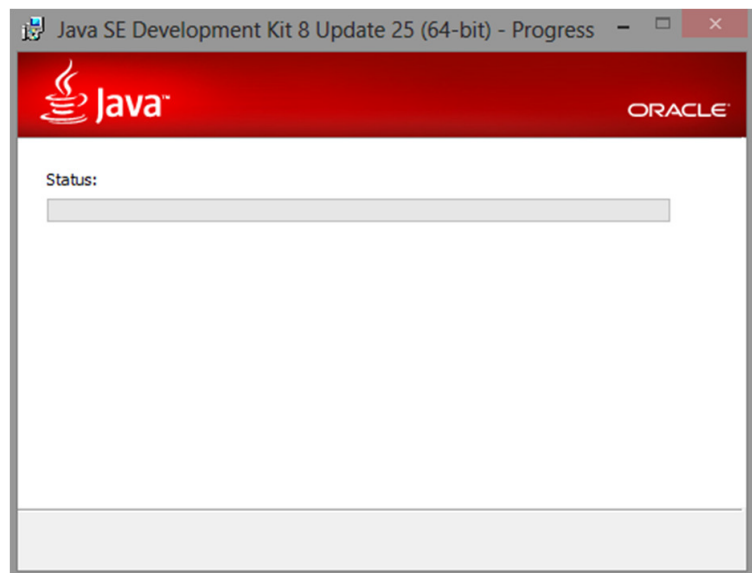 Java SE Development Kit 8 Update 25 (64-bit) - Progress
Java™
ORACLE
Status: